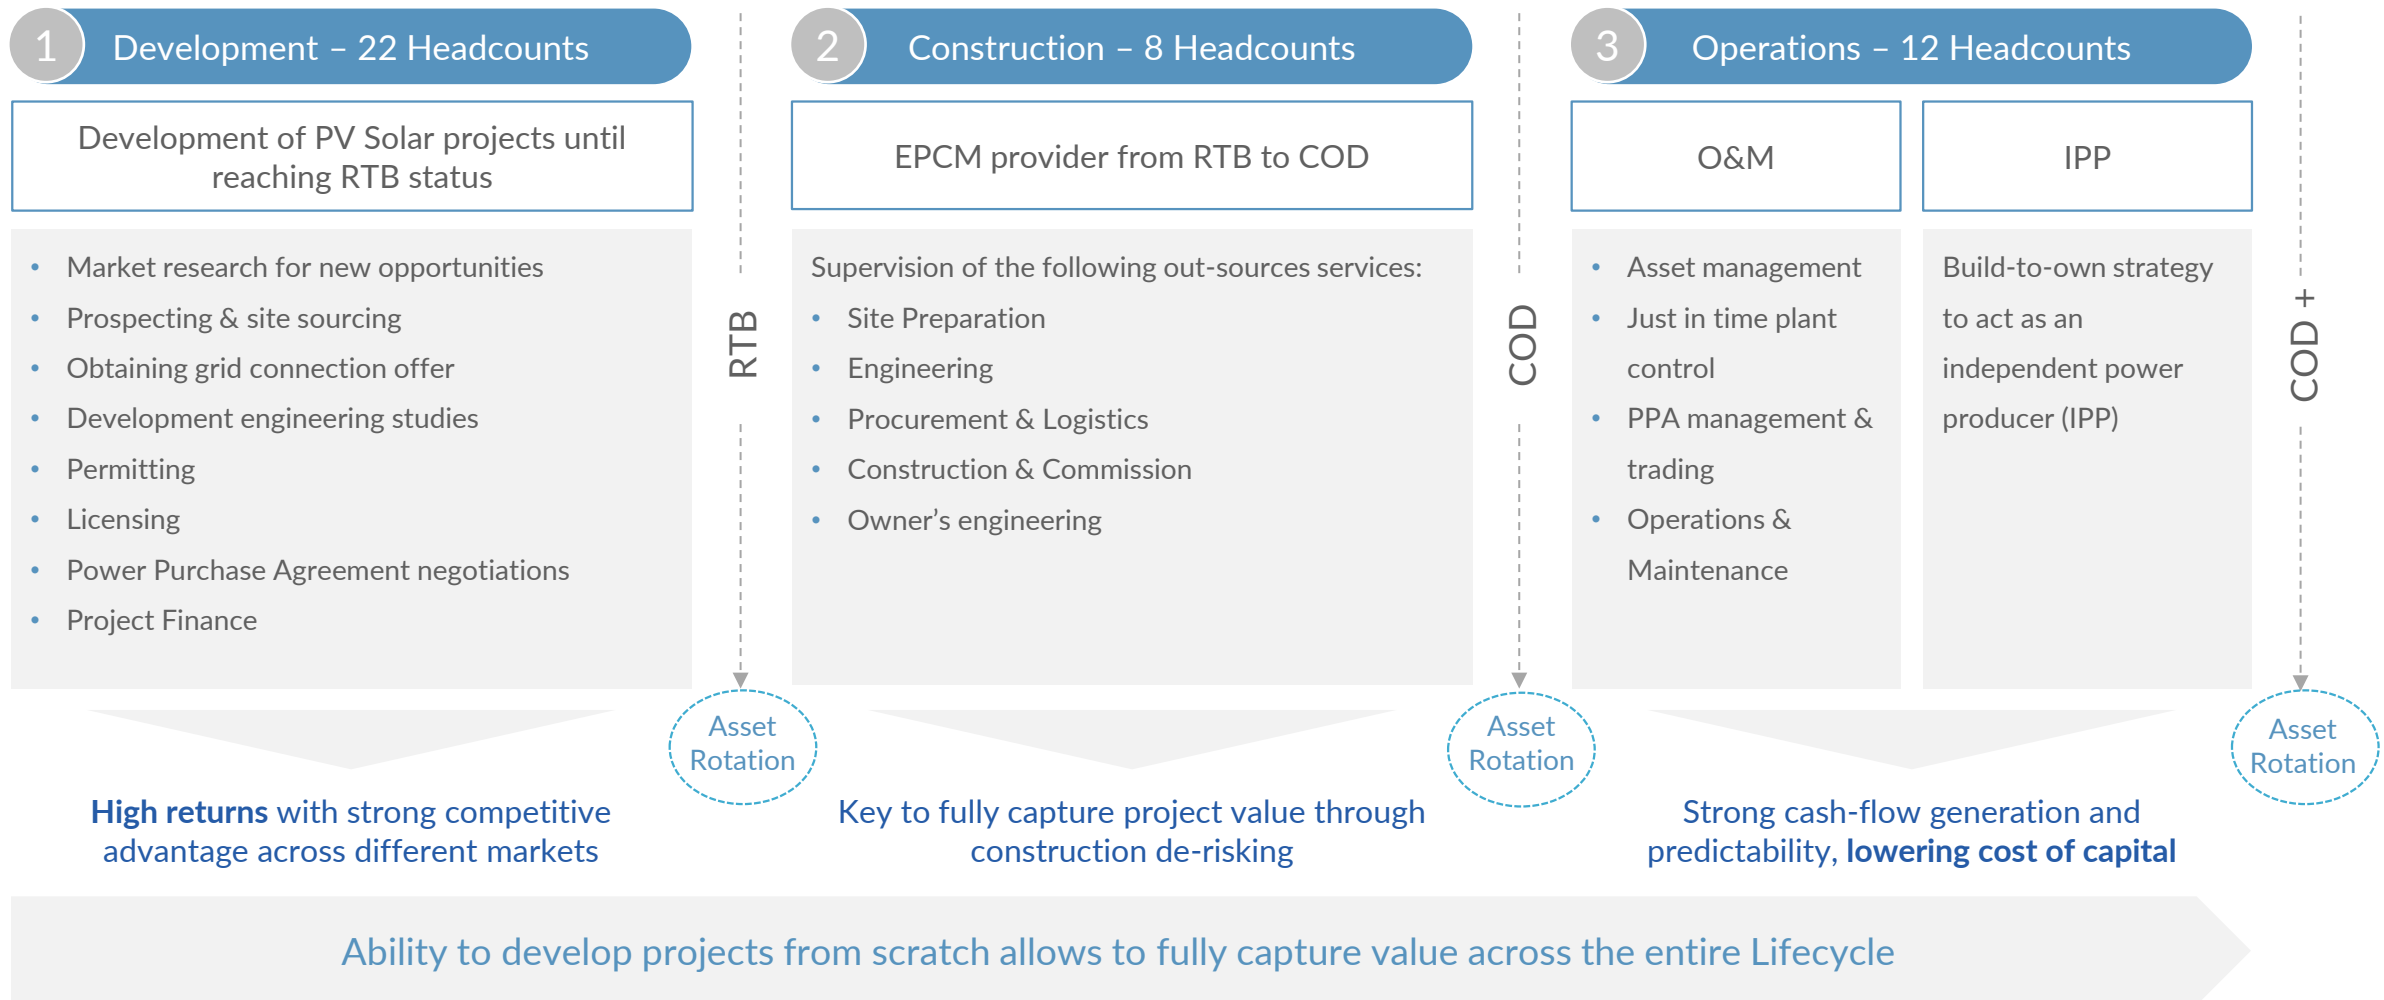 1
Development – 22 Headcounts
Development of PV Solar projects until
reaching RTB status
• Market research for new opportunities
• Prospecting & site sourcing
• Obtaining grid connection offer
• Development engineering studies
• Permitting
• Licensing
• Power Purchase Agreement negotiations
• Project Finance
High returns with strong competitive
advantage across different markets
RTB
Asset
Rotation
2
Construction – 8 Headcounts
EPCM provider from RTB to COD
Supervision of the following out-sources services:
• Site Preparation
• Engineering
• Procurement & Logistics
• Construction & Commission
• Owner’s engineering
Key to fully capture project value through
construction de-risking
COD
Asset
Rotation
3
Operations – 12 Headcounts
O&M
• Asset management
• Just in time plant
control
• PPA management &
trading
• Operations &
Maintenance
IPP
Build-to-own strategy
to act as an
independent power
producer (IPP)
Strong cash-flow generation and
predictability, lowering cost of capital
COD +
Asset
Rotation
Ability to develop projects from scratch allows to fully capture value across the entire Lifecycle